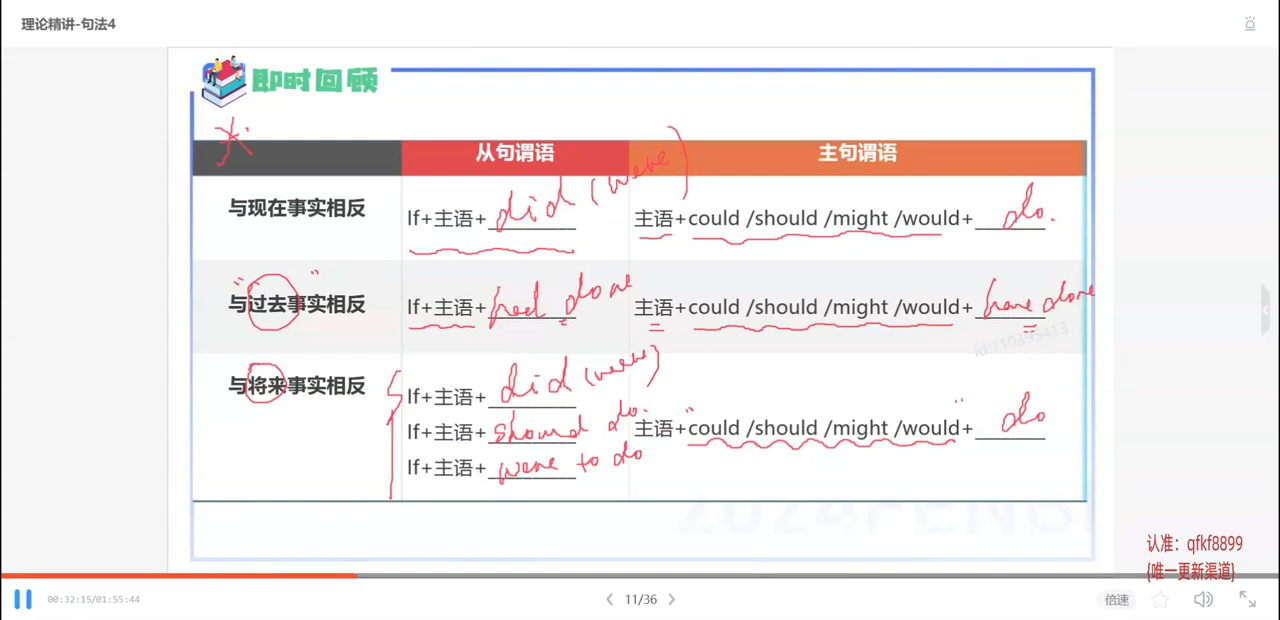 理论精讲-句法4
即时回顾
从句谓语 主句谓语
与现在事实相反 If+主语+ did (were) 主语+could /should /might /would+ do.
与"过去"事实相反 If+主语+ had done 主语+could /should /might /would+ have done
id:110395413
与将来事实相反 If+主语+ did (were)
If+主语+ should do. 主语+"could /should /might /would"+ do
If+主语+ were to do
2024FENB
认准：qfkf8899
{唯一更新渠道}
00:32:15/01:55:44 11/36 倍速